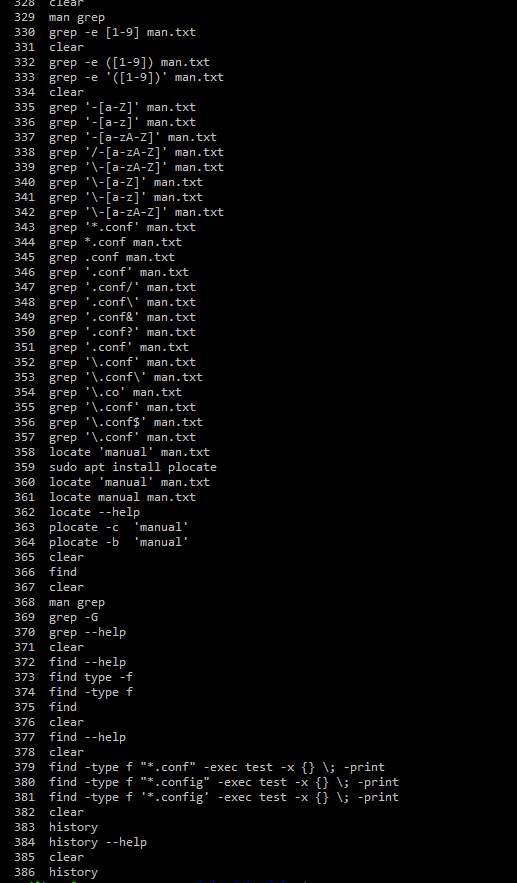 328 clear
329 man grep
330 grep -e [1-9] man.txt
331 clear
332 grep -e ([1-9]) man.txt
333 grep -e '([1-9])' man.txt
334 clear
335 grep '-[a-Z]' man.txt
336 grep '-[a-z]' man.txt
337 grep '-[a-zA-Z]' man.txt
338 grep '/-[a-zA-Z]' man.txt
339 grep '\-[a-zA-Z]' man.txt
340 grep '\-[a-Z]' man.txt
341 grep '\-[a-z]' man.txt
342 grep '\-[a-zA-Z]' man.txt
343 grep '*.conf' man.txt
344 grep *.conf man.txt
345 grep .conf man.txt
346 grep '.conf' man.txt
347 grep '.conf/' man.txt
348 grep '.conf\' man.txt
349 grep '.conf&' man.txt
350 grep '.conf?' man.txt
351 grep '.conf' man.txt
352 grep '\.conf' man.txt
353 grep '\.conf\' man.txt
354 grep '\.co' man.txt
355 grep '\.conf' man.txt
356 grep '\.conf$' man.txt
357 grep '\.conf' man.txt
358 locate 'manual' man.txt
359 sudo apt install plocate
360 locate 'manual' man.txt
361 locate manual man.txt
362 locate --help
363 plocate -c  'manual'
364 plocate -b  'manual'
365 clear
366 find
367 clear
368 man grep
369 grep -G
370 grep --help
371 clear
372 find --help
373 find type -f
374 find -type f
375 find
376 clear
377 find --help
378 clear
379 find -type f "*.conf" -exec test -x {} \; -print
380 find -type f "*.config" -exec test -x {} \; -print
381 find -type f '*.config' -exec test -x {} \; -print
382 clear
383 history
384 history --help
385 clear
386 history